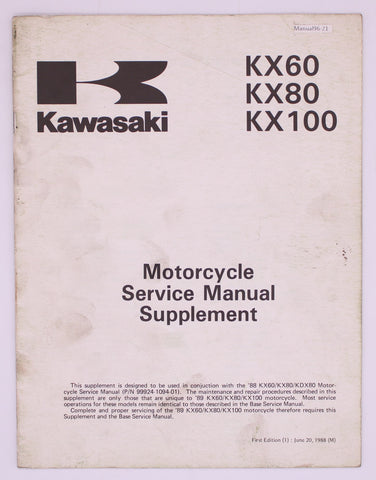 Manual96-21
KX60
KX80
KX100
Kawasaki
Motorcycle
Service Manual
Supplement
This supplement is designed to be used in conjuction with the '88 KX60/KX80/KDX80 Motor-
cycle Service Manual (P/N 99924-1094-01). The maintenance and repair procedures described in this
supplement are only those that are unique to '89 KX60/KX80/KX100 motorcycle. Most service
operations for these models remain identical to those described in the Base Service Manual.
Complete and proper servicing of the '89 KX60/KX80/KX100 motorcycle therefore requires this
Supplement and the Base Service Manual.
First Edition (1) : June 20, 1988 (M)